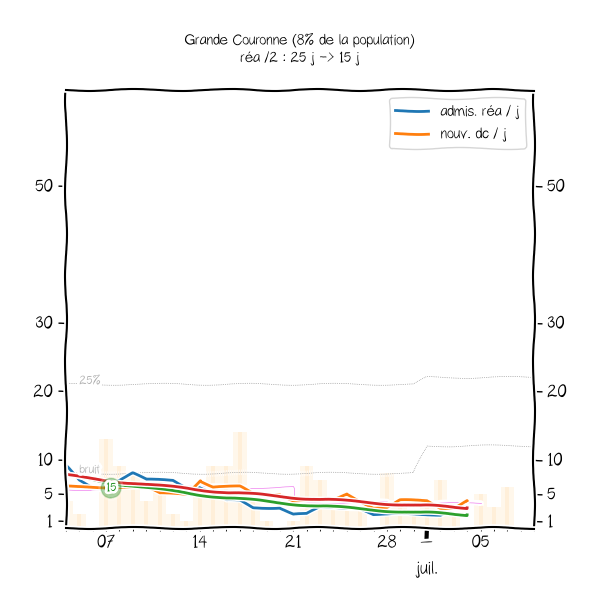 Grande Couronne (8% de la population)
réa /2 : 25 j -> 15 j
admis. réa / j
nouv. dc / j
50 50
30 30
25%
20 20
bruit
10 10
15
5 5
1 1
07 14 21 28 1 05
juil.